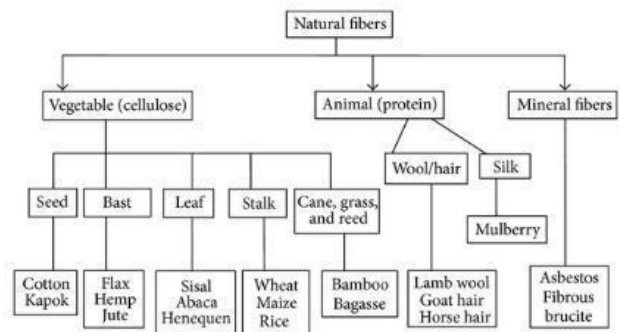 Natural fibers
Vegetable (cellulose)
Animal (protein)
Mineral fibers
Wool/hair
Silk
Seed
Bast
Leaf
Stalk
Cane, grass,
and reed
Mulberry
Cotton
Kapok
Flax
Hemp
Jute
Sisal
Abaca
Henequen
Wheat
Maize
Rice
Bamboo
Bagasse
Lamb wool
Goat hair
Horse hair
Asbestos
Fibrous
brucite